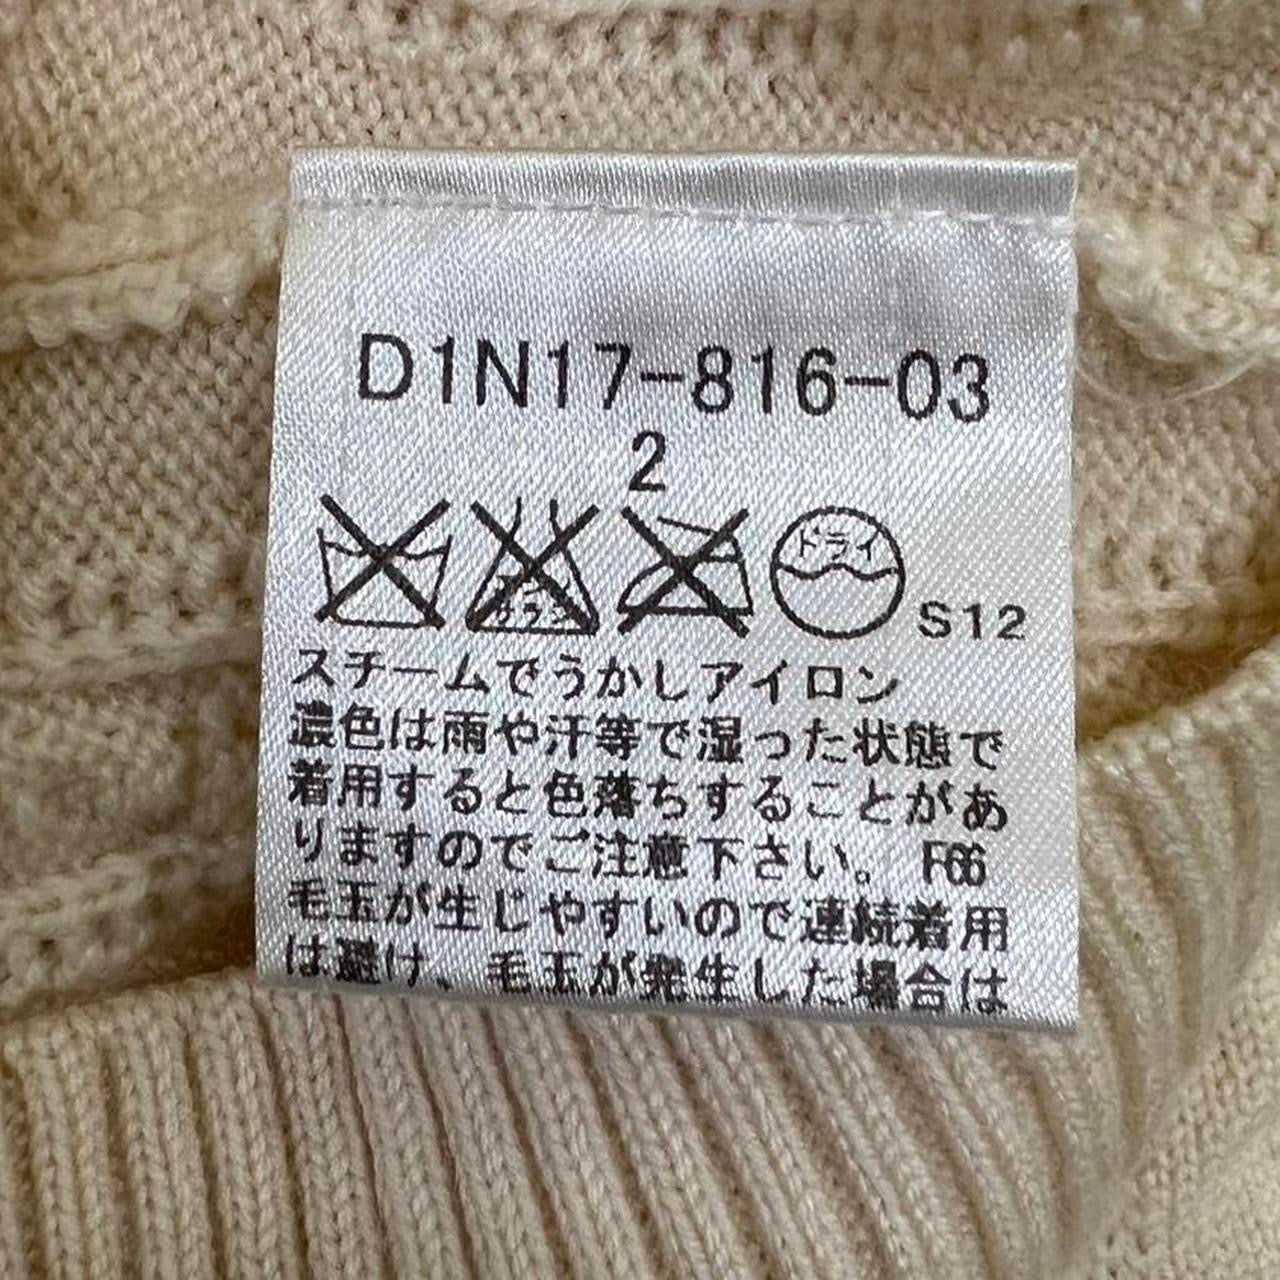 D1N17-816-03
2
ドライ
S12
スチームでうかしアイロン
濃色は雨や汗等で湿った状態で
着用すると色落ちすることがあ
りますのでご注意下さい。 F66
毛玉が生じやすいので連続着用
は避け、毛玉が発生した場合は